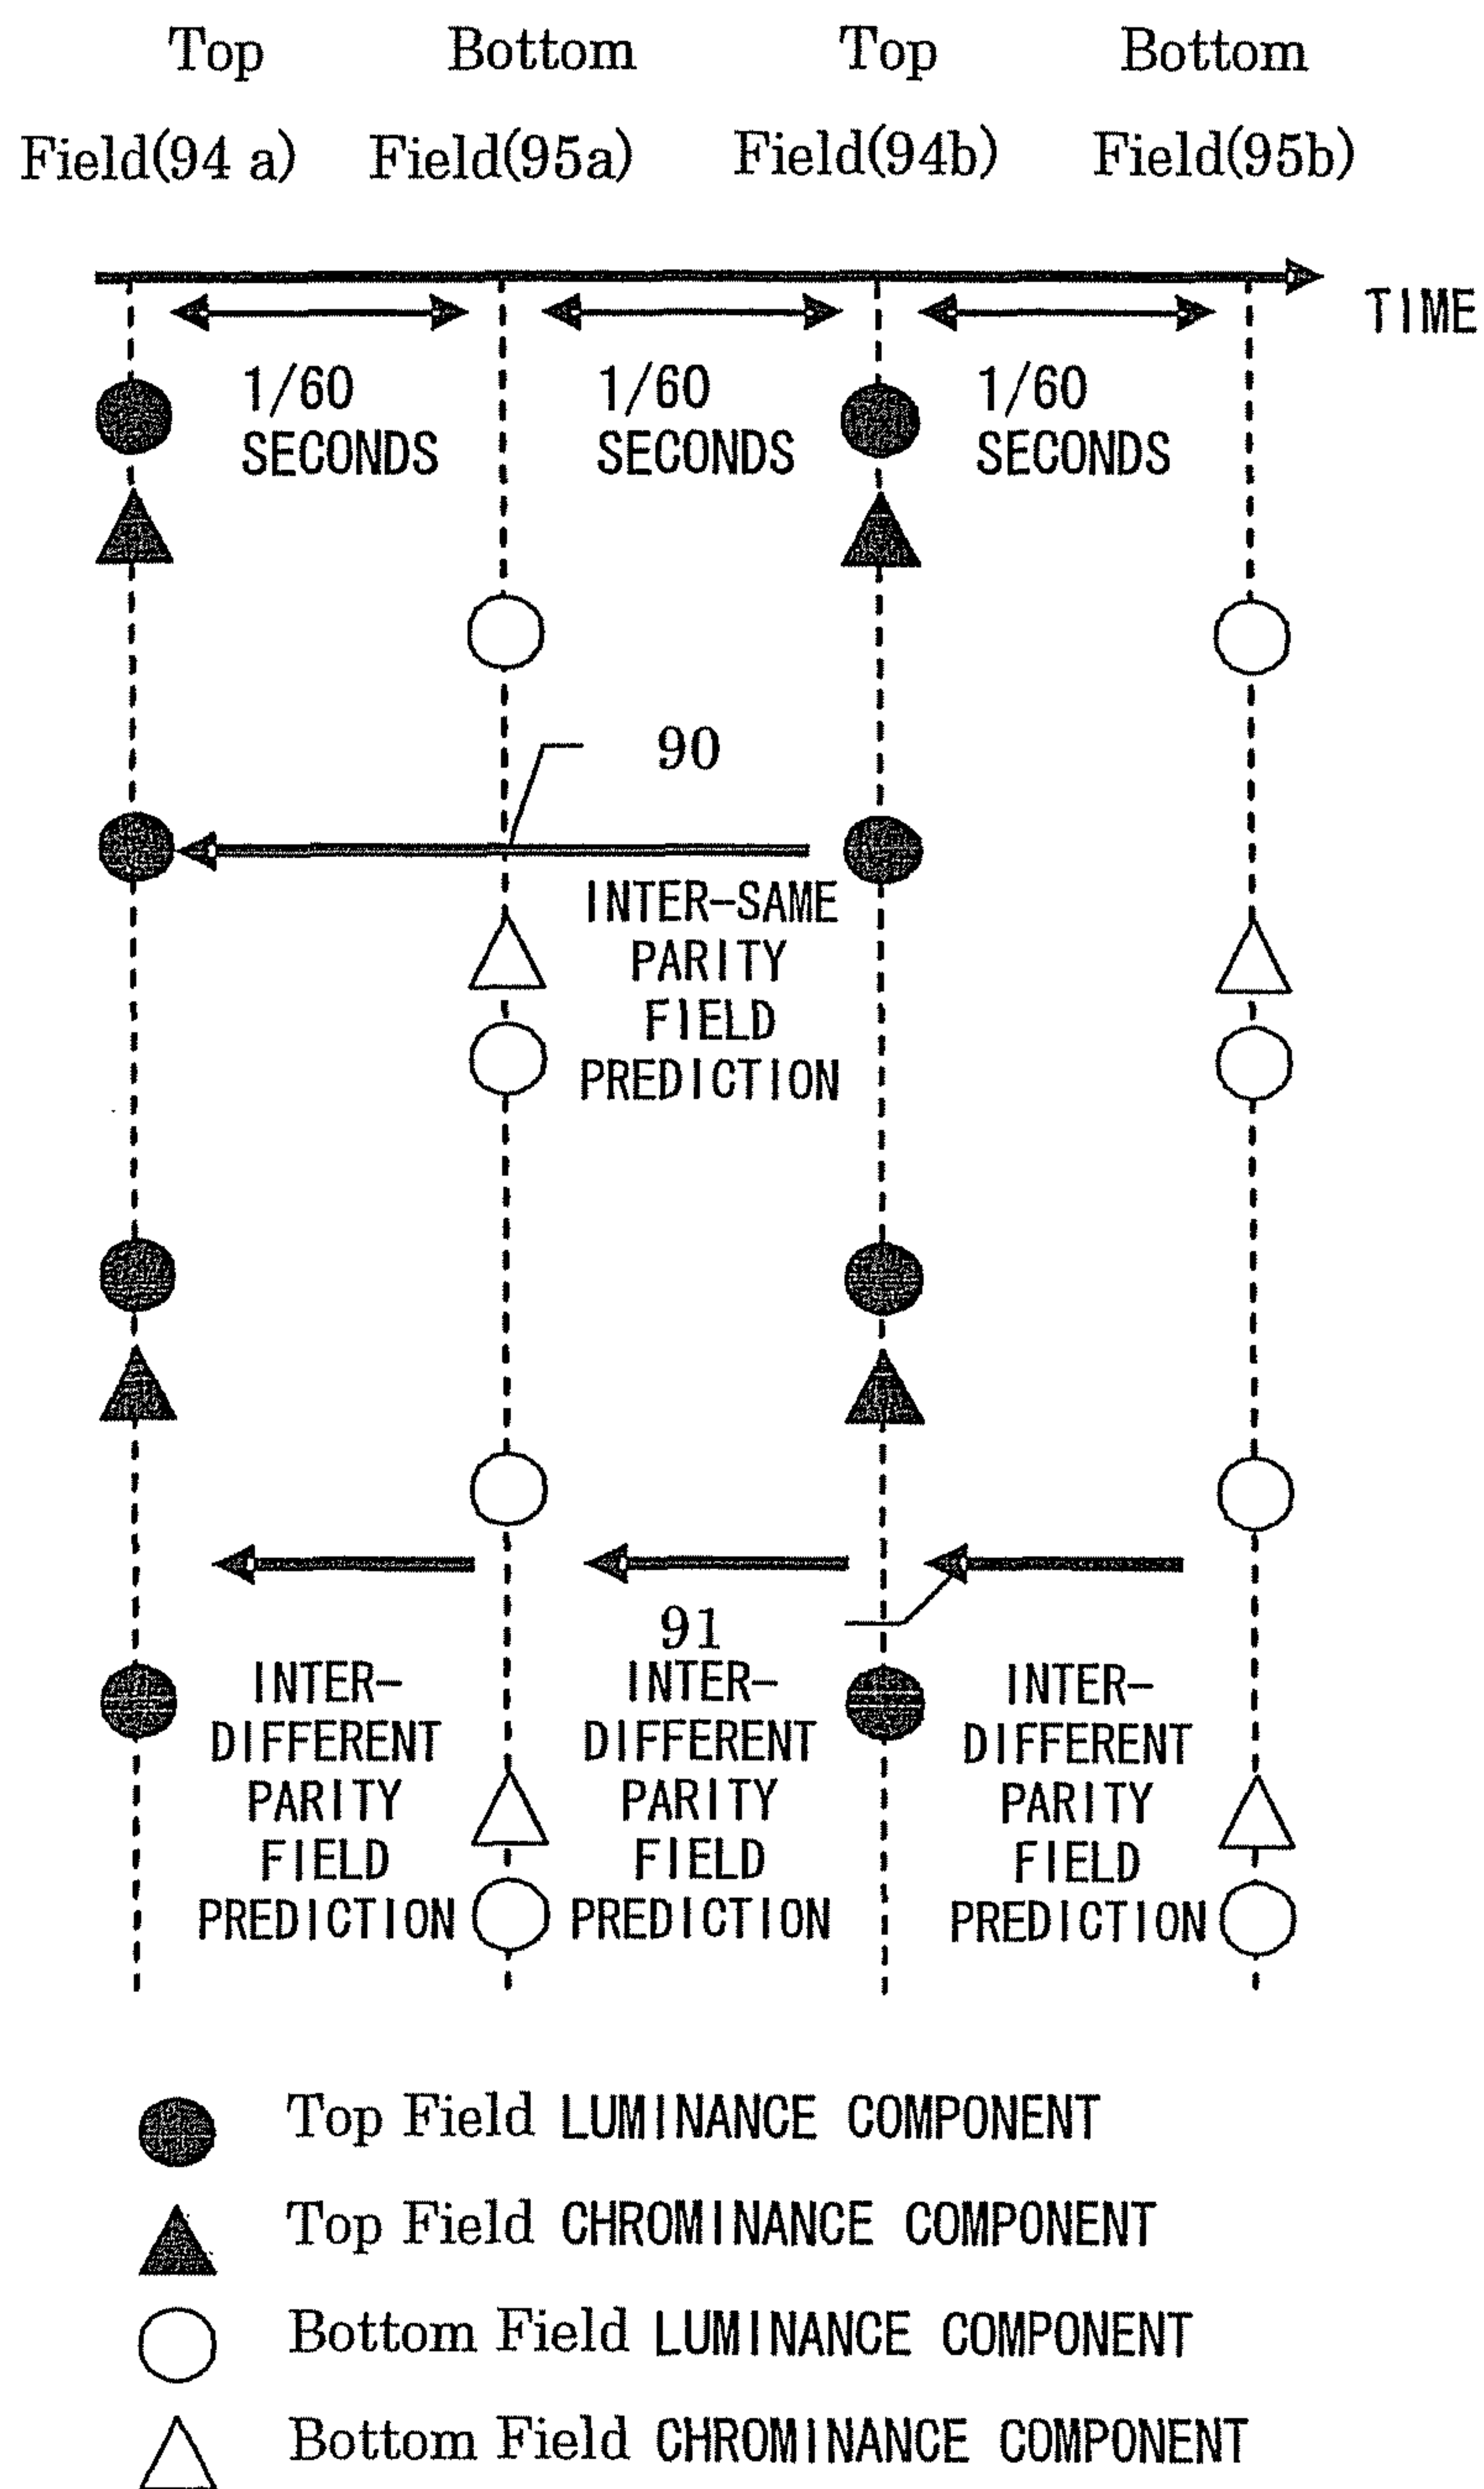 Top Bottom Top Bottom
Field(94 a) Field(95a) Field(94b) Field(95b)
TIME
1/60 1/60 1/60
SECONDS SECONDS SECONDS
90
INTER-SAME
PARITY
FIELD
PREDICTION
91
INTER- INTER- INTER-
DIFFERENT DIFFERENT DIFFERENT
PARITY PARITY PARITY
FIELD FIELD FIELD
PREDICTION PREDICTION PREDICTION
Top Field LUMINANCE COMPONENT
Top Field CHROMINANCE COMPONENT
Bottom Field LUMINANCE COMPONENT
Bottom Field CHROMINANCE COMPONENT